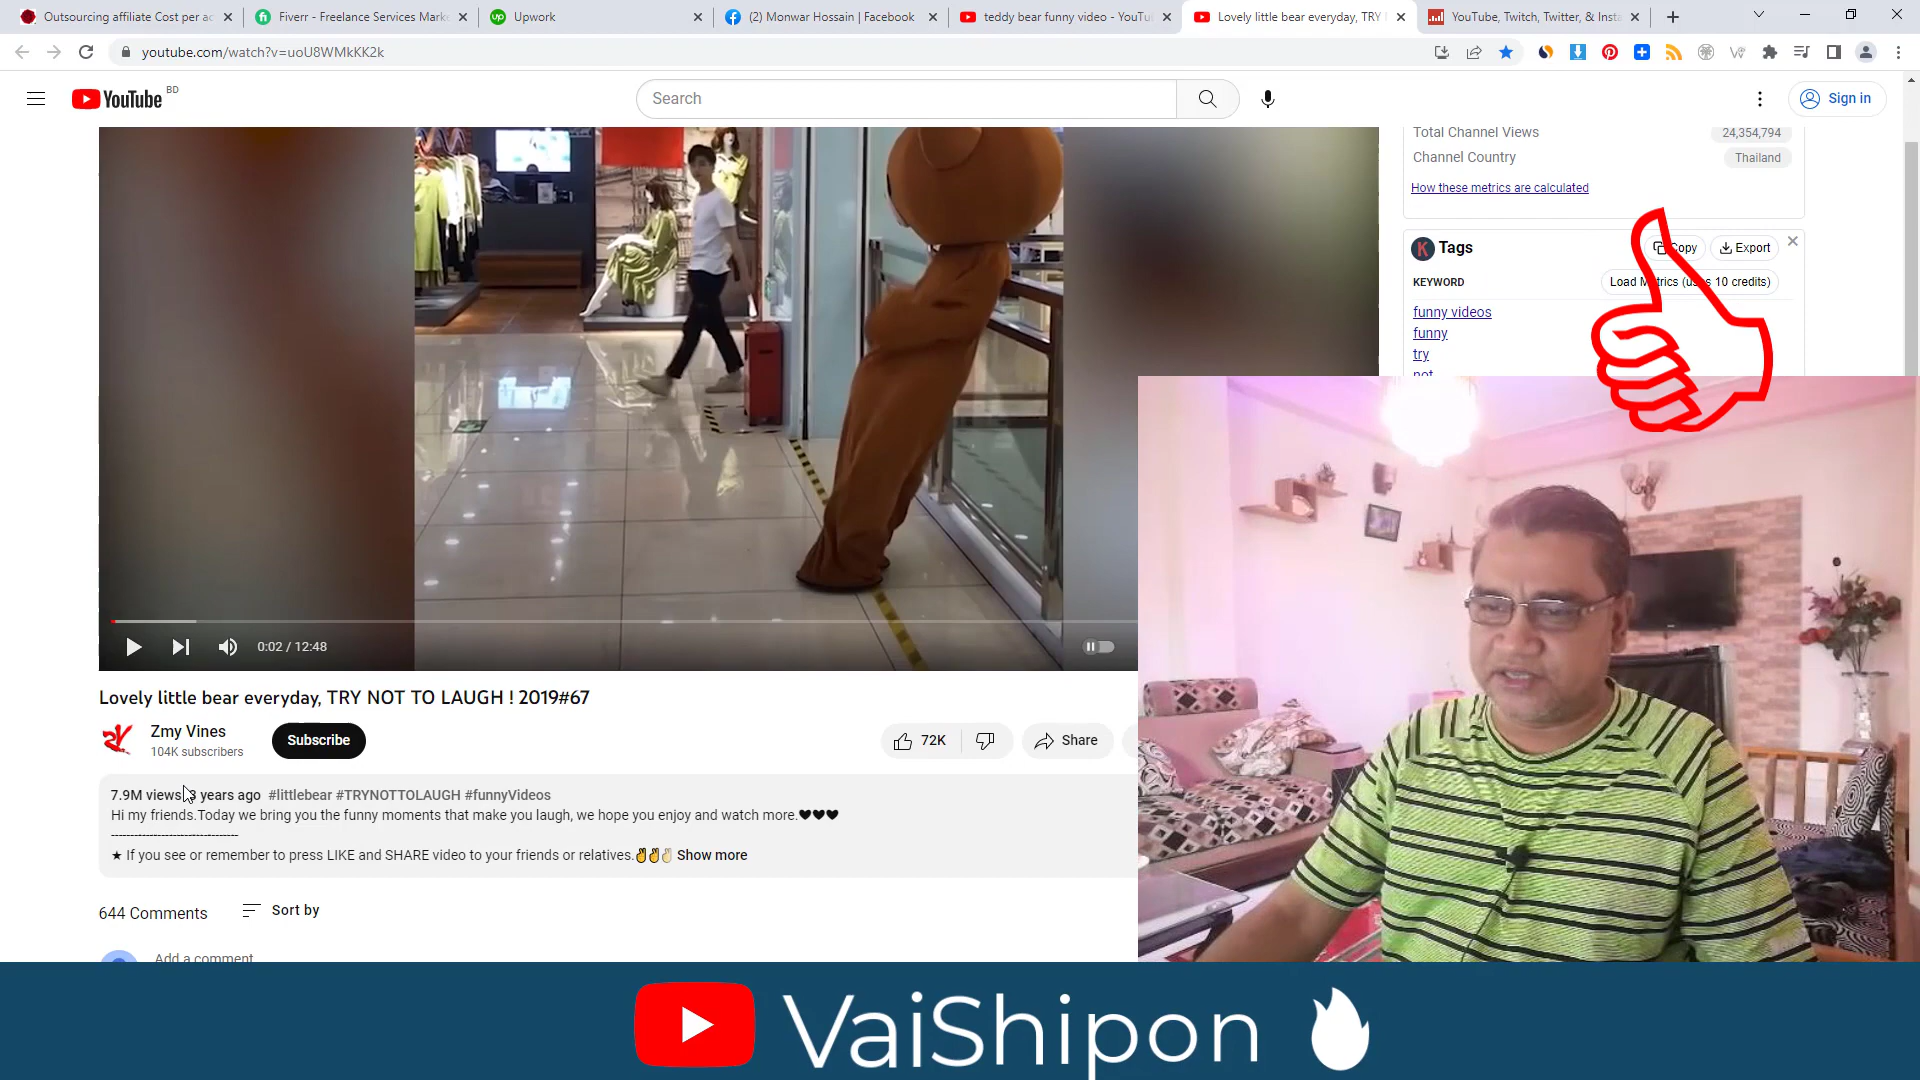 Outsourcing affiliate Cost per ac
Fiverr - Freelance Services Marke
Upwork
(2) Monwar Hossain | Facebook
teddy bear funny video - YouTu
Lovely little bear everyday, TRY
YouTube, Twitch, Twitter, & Insta
youtube.com/watch?v=uoU8WMkKK2k
YouTube BD
Search
Sign in
Total Channel Views 24,354,794
Channel Country Thailand
How these metrics are calculated
Tags
Copy
Export
KEYWORD
funny videos
funny
try
not
0:02 / 12:48
Lovely little bear everyday, TRY NOT TO LAUGH ! 2019#67
Zmy Vines
104K subscribers
Subscribe
72K
Share
7.9M views 3 years ago #littlebear #TRYNOTTOLAUGH #funnyVideos
Hi my friends.Today we bring you the funny moments that make you laugh, we hope you enjoy and watch more.🖤🖤🖤
---------------------------------
★ If you see or remember to press LIKE and SHARE video to your friends or relatives.✌✌✌ Show more
644 Comments
Sort by
Add a comment
VaiShipon